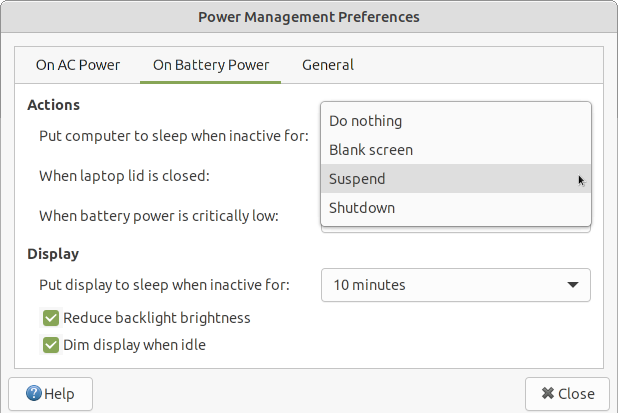 Power Management Preferences
On AC Power On Battery Power General
Actions
Put computer to sleep when inactive for:
Do nothing
Blank screen
When laptop lid is closed:
Suspend
Shutdown
When battery power is critically low:
Display
Put display to sleep when inactive for: 10 minutes
Reduce backlight brightness
Dim display when idle
Help Close